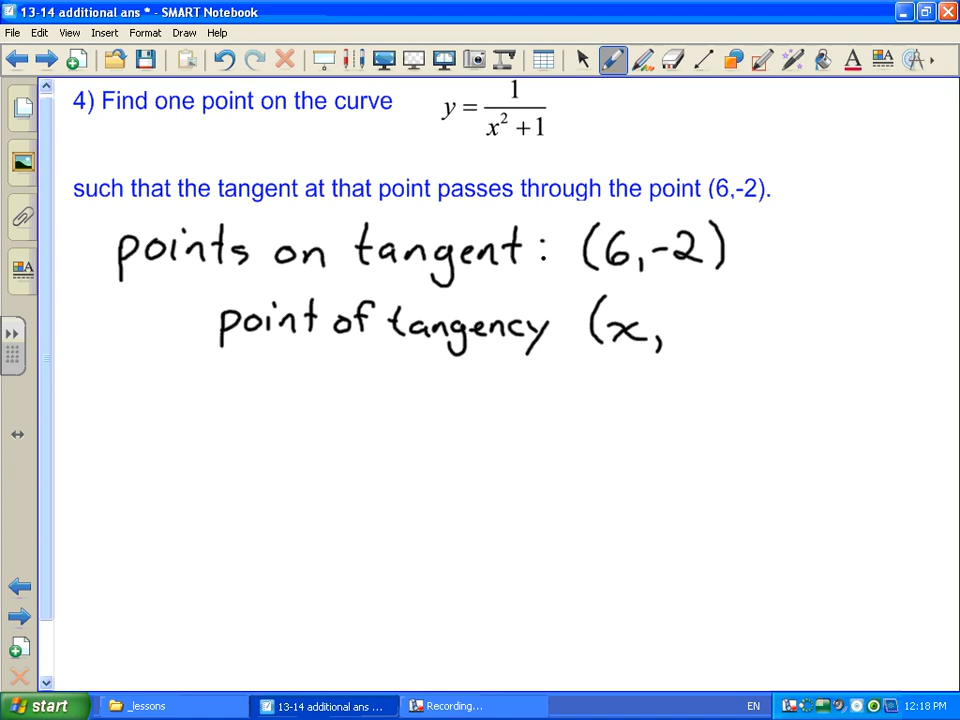 13-14 additional ans * - SMART Notebook
File Edit View Insert Format Draw Help
4) Find one point on the curve y = 1 / (x² + 1)
such that the tangent at that point passes through the point (6,-2).
points on tangent : (6,-2)
point of tangency (x,
start _lessons 13-14 additional ans ... Recording... EN 12:18 PM